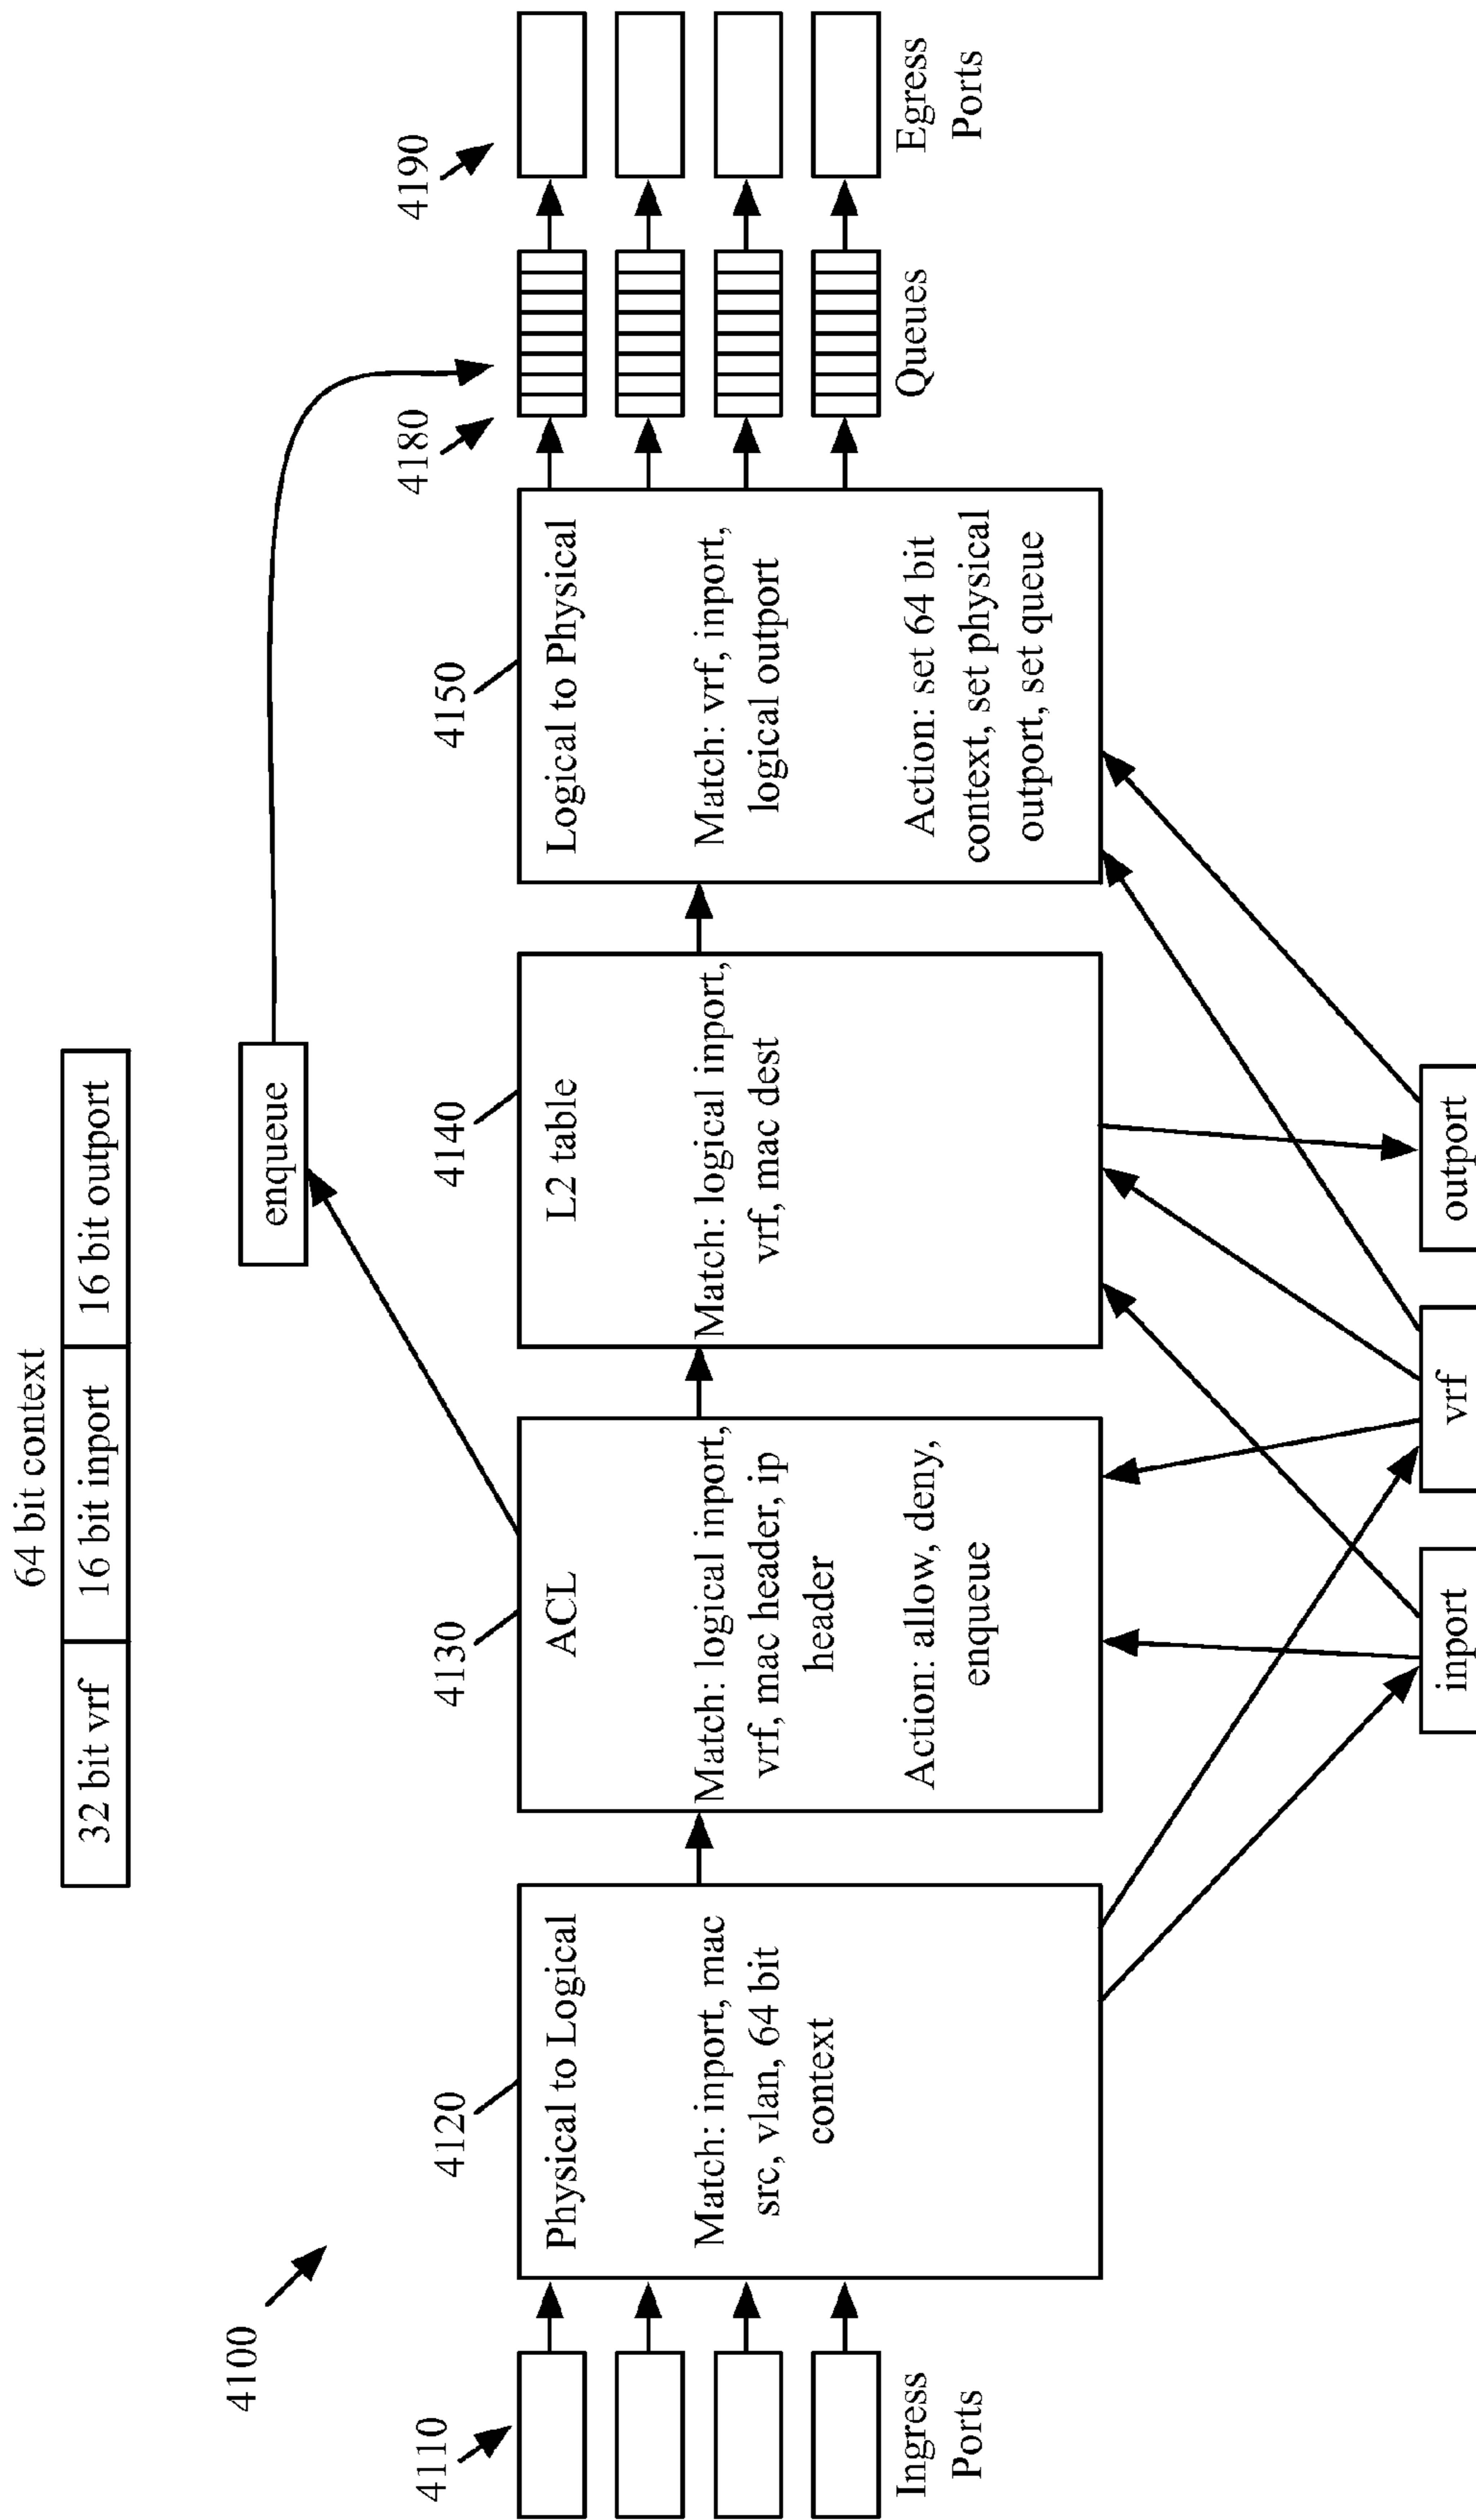 64 bit context
32 bit vrf
16 bit inport
16 bit outport
4100
enqueue
4110
4120
4130
4140
4150
4180
4190
Ingress
Ports
Physical to Logical
Match: inport, mac
src, vlan, 64 bit
context
ACL
Match: logical inport,
vrf, mac header, ip
header
Action: allow, deny,
enqueue
L2 table
Match: logical inport,
vrf, mac dest
Logical to Physical
Match: vrf, inport,
logical outport
Action: set 64 bit
context, set physical
outport, set queue
Queues
Egress
Ports
inport
vrf
outport